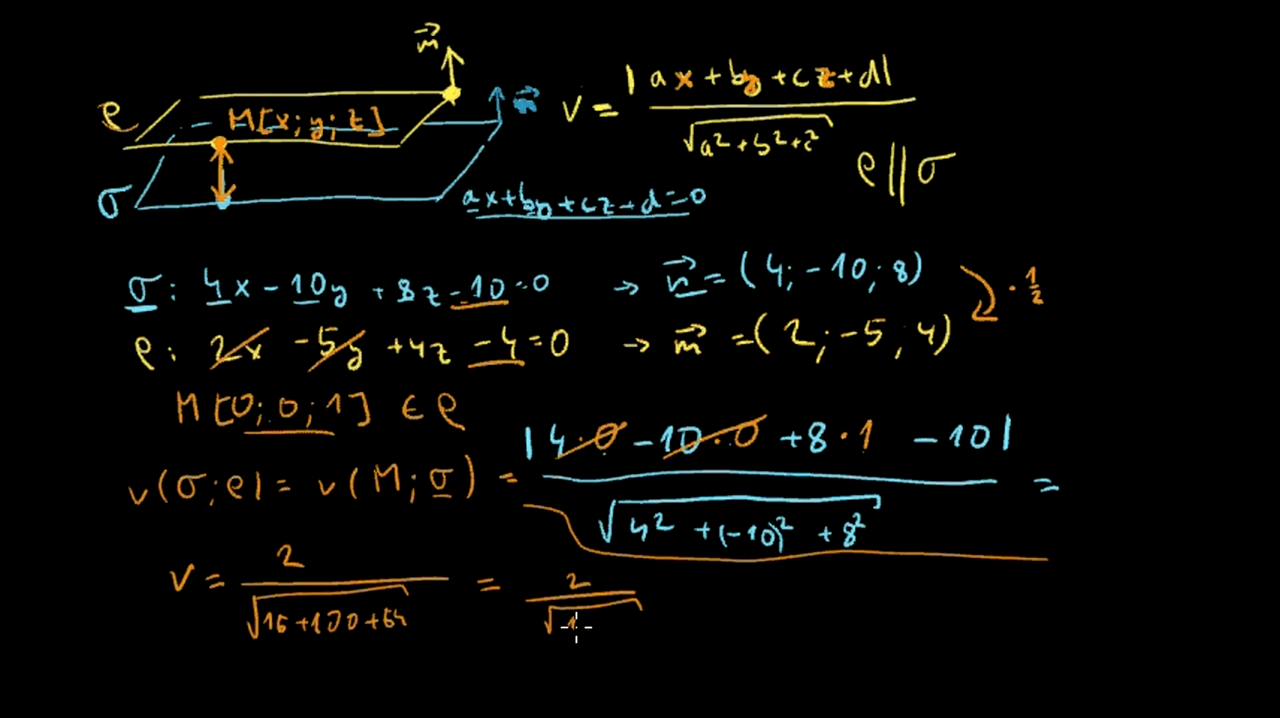 m⃗
ρ M[x; y; z] n⃗ v = |ax + by + cz + d| / √(a² + b² + c²)
ρ ∥ σ
σ ax + by + cz + d = 0
σ: 4x - 10y + 8z - 10 = 0 → n⃗ = (4; -10; 8) · 1/2
ρ: 2x - 5y + 4z - 4 = 0 → m⃗ = (2; -5; 4)
M[0; 0; 1] ∈ ρ
v(σ; ρ) = v(M; σ) = |4·0 - 10·0 + 8·1 - 10| / √(4² + (-10)² + 8²) =
v = 2 / √(16 + 100 + 64) = 2 / √1